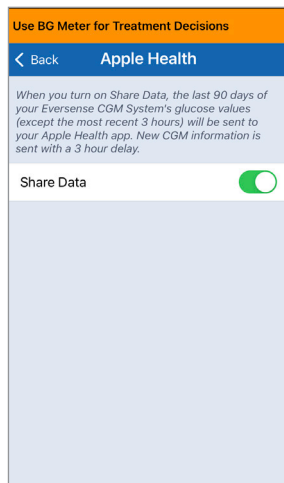 Use BG Meter for Treatment Decisions
Back Apple Health
When you turn on Share Data, the last 90 days of
your Eversense CGM System's glucose values
(except the most recent 3 hours) will be sent to
your Apple Health app. New CGM information is
sent with a 3 hour delay.
Share Data